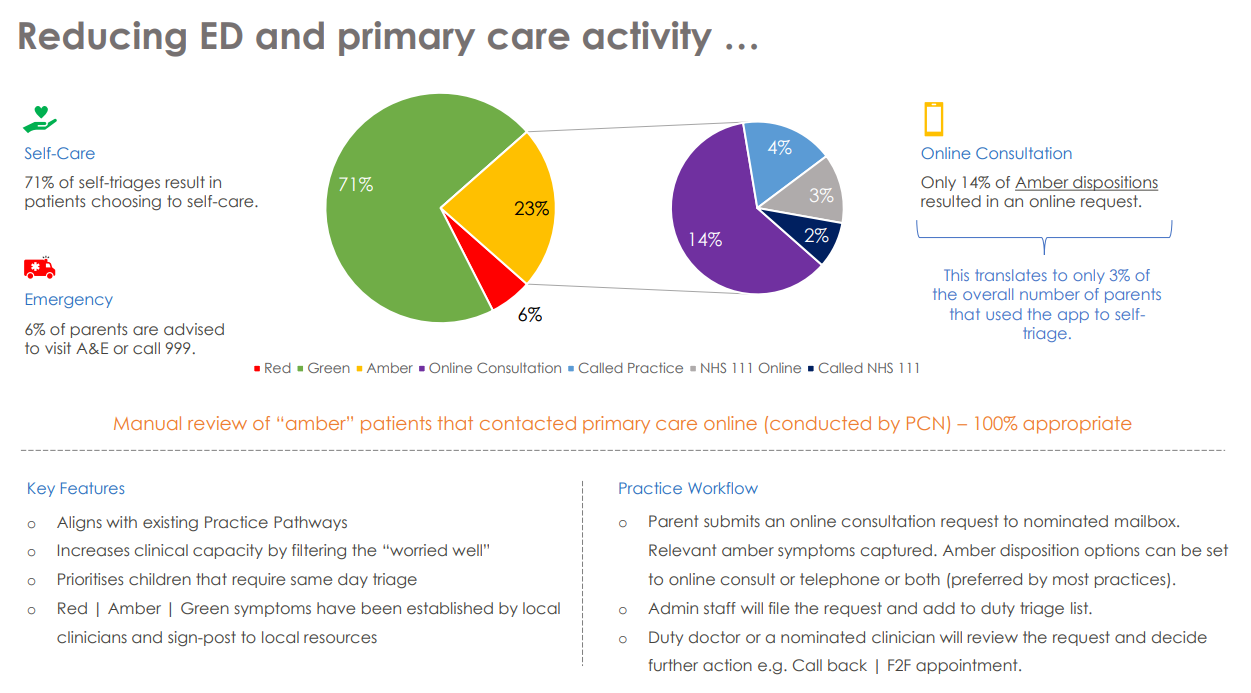 Reducing ED and primary care activity …
Self-Care
71% of self-triages result in
patients choosing to self-care.
Emergency
6% of parents are advised
to visit A&E or call 999.
71%
23%
6%
4%
3%
2%
14%
Online Consultation
Only 14% of Amber dispositions
resulted in an online request.
This translates to only 3% of
the overall number of parents
that used the app to self-
triage.
Red Green Amber Online Consultation Called Practice NHS 111 Online Called NHS 111
Manual review of “amber” patients that contacted primary care online (conducted by PCN) – 100% appropriate
Key Features
o Aligns with existing Practice Pathways
o Increases clinical capacity by filtering the “worried well”
o Prioritises children that require same day triage
o Red | Amber | Green symptoms have been established by local
clinicians and sign-post to local resources
Practice Workflow
o Parent submits an online consultation request to nominated mailbox.
Relevant amber symptoms captured. Amber disposition options can be set
to online consult or telephone or both (preferred by most practices).
o Admin staff will file the request and add to duty triage list.
o Duty doctor or a nominated clinician will review the request and decide
further action e.g. Call back | F2F appointment.